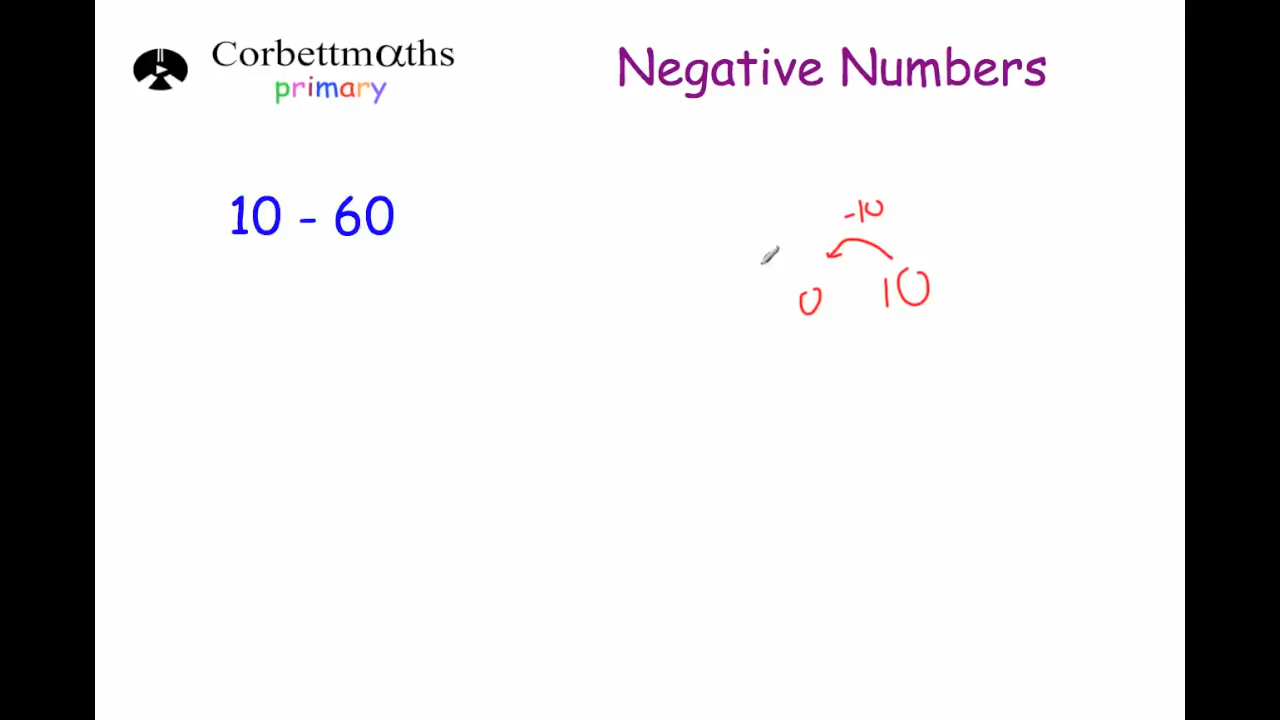 Corbettmαths
primary
Negative Numbers
10 - 60
-10
0 10